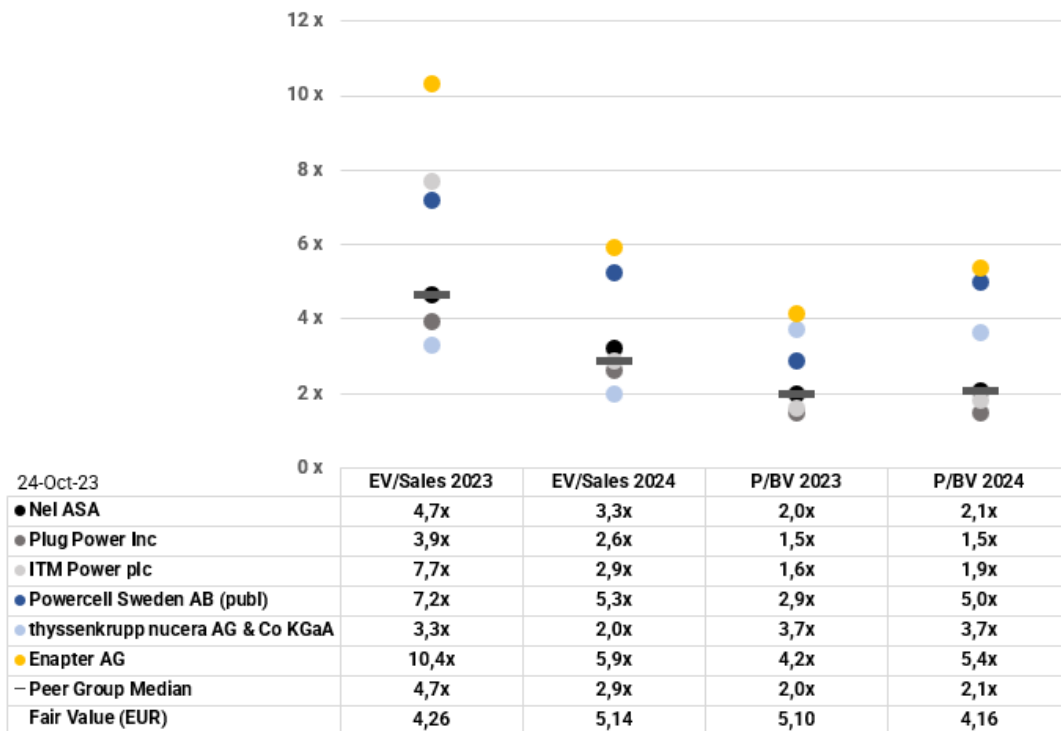 12 x
10 x
8 x
6 x
4 x
2 x
0 x
24-Oct-23 EV/Sales 2023 EV/Sales 2024 P/BV 2023 P/BV 2024
Nel ASA 4,7x 3,3x 2,0x 2,1x
Plug Power Inc 3,9x 2,6x 1,5x 1,5x
ITM Power plc 7,7x 2,9x 1,6x 1,9x
Powercell Sweden AB (publ) 7,2x 5,3x 2,9x 5,0x
thyssenkrupp nucera AG & Co KGaA 3,3x 2,0x 3,7x 3,7x
Enapter AG 10,4x 5,9x 4,2x 5,4x
Peer Group Median 4,7x 2,9x 2,0x 2,1x
Fair Value (EUR) 4,26 5,14 5,10 4,16